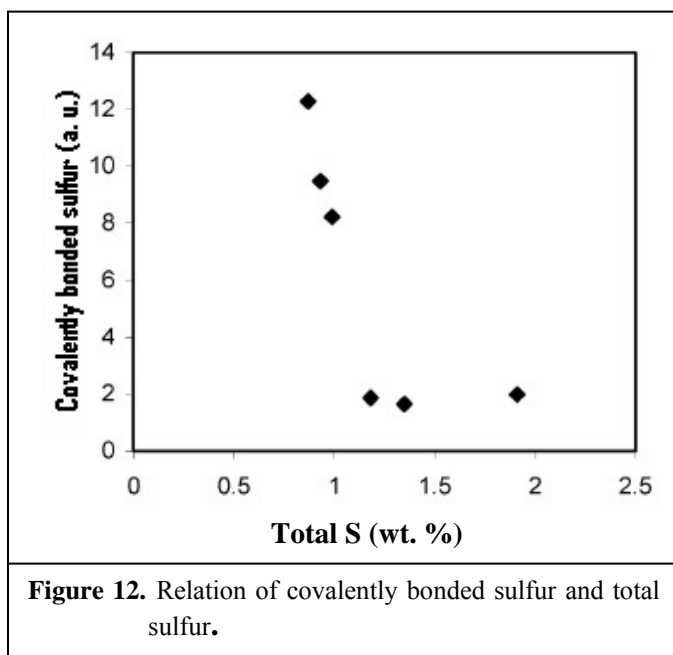 14
12
10
8
6
4
2
0
Covalently bonded sulfur (a. u.)
0 0.5 1 1.5 2 2.5
Total S (wt. %)
Figure 12. Relation of covalently bonded sulfur and total
sulfur.